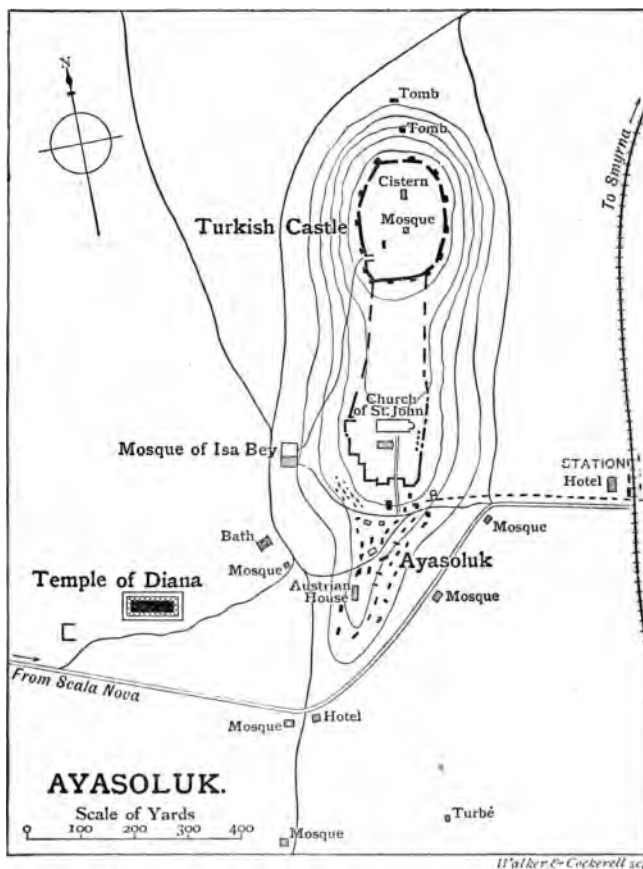 N
Tomb
Tomb
To Smyrna
Cistern
Mosque
Turkish Castle
Church
of St. John
Mosque of Isa Bey
STATION
Hotel
Mosque
Bath
Mosque
Ayasoluk
Temple of Diana
Austrian
House
Mosque
From Scala Nova
Mosque
Hotel
AYASOLUK.
Scale of Yards
0 100 200 300 400
Turbé
Mosque
Walker & Cockerell sc